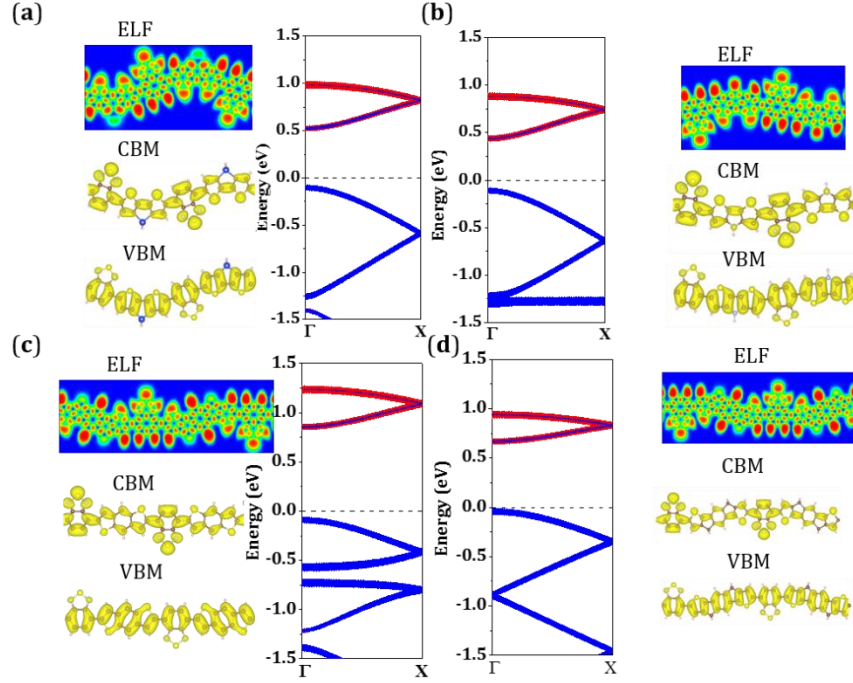 (a)
ELF
CBM
VBM
Energy (eV)
1.5
1.0
0.5
0.0
-0.5
-1.0
-1.5
Γ
X
(b)
ELF
CBM
VBM
Energy (eV)
1.5
1.0
0.5
0.0
-0.5
-1.0
-1.5
Γ
X
(c)
ELF
CBM
VBM
Energy (eV)
1.5
1.0
0.5
0.0
-0.5
-1.0
-1.5
Γ
X
(d)
ELF
CBM
VBM
Energy (eV)
1.5
1.0
0.5
0.0
-0.5
-1.0
-1.5
Γ
X